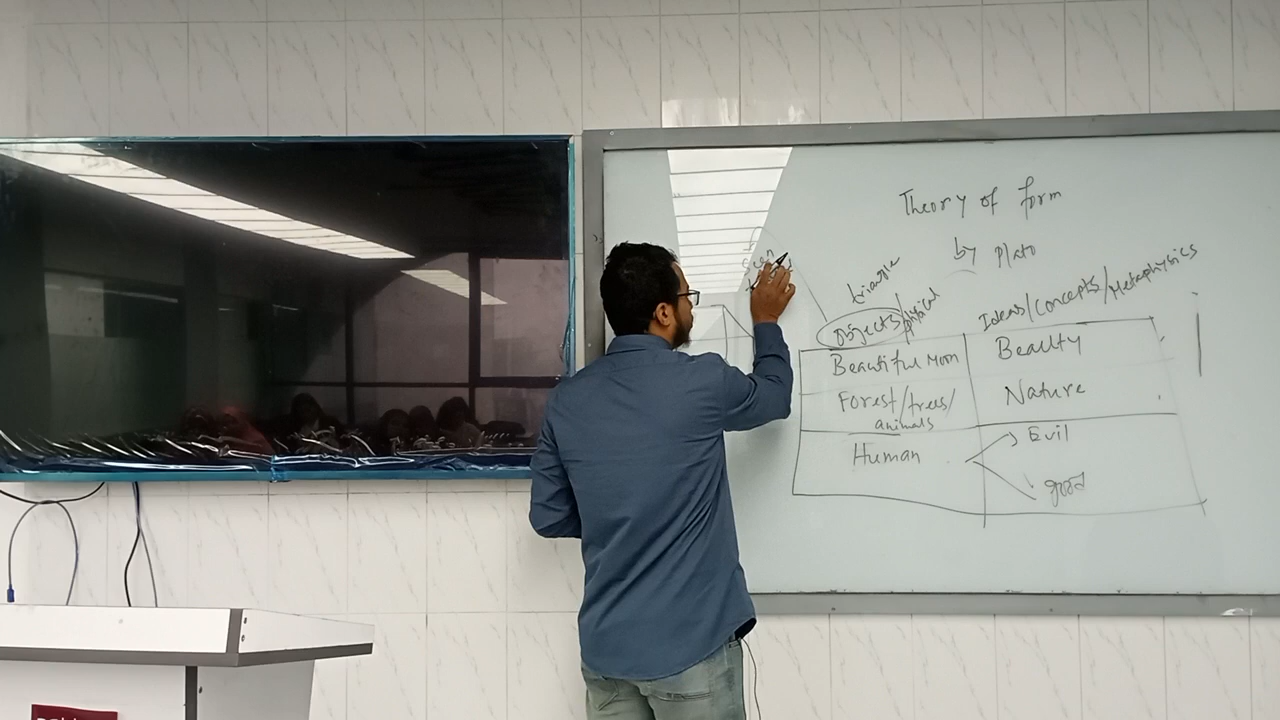 Theory of form
by Plato
triangle
Objects/physical
Ideas/Concepts/Metaphysics
Beautiful Moon
Beauty
Forest/trees/
animals
Nature
Human
Evil
good